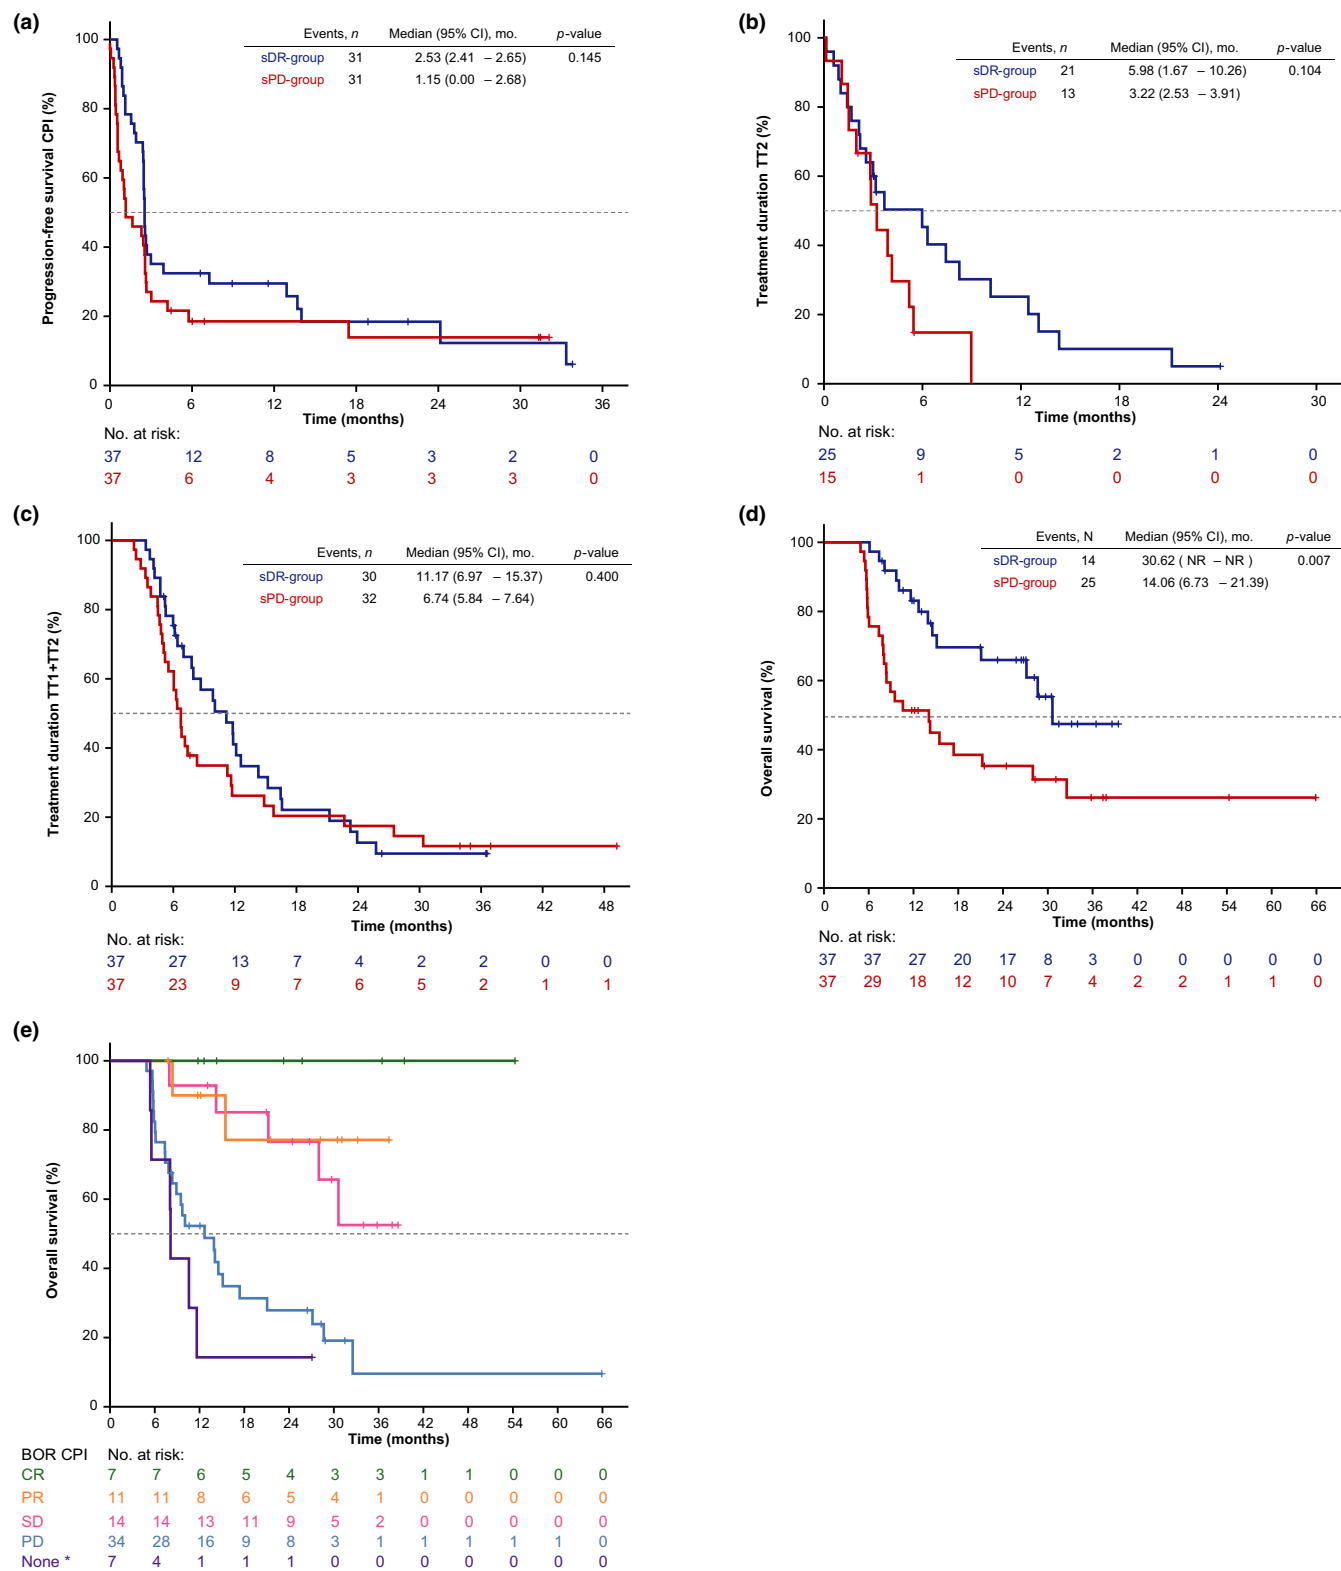 (a)
Events, n Median (95% CI), mo. p-value
sDR-group 31 2.53 (2.41 – 2.65) 0.145
sPD-group 31 1.15 (0.00 – 2.68)
Progression-free survival CPI (%)
100
80
60
40
20
0
0 6 12 18 24 30 36
Time (months)
No. at risk:
37 12 8 5 3 2 0
37 6 4 3 3 3 0
(b)
Events, n Median (95% CI), mo. p-value
sDR-group 21 5.98 (1.67 – 10.26) 0.104
sPD-group 13 3.22 (2.53 – 3.91)
Treatment duration TT2 (%)
100
80
60
40
20
0
0 6 12 18 24 30
Time (months)
No. at risk:
25 9 5 2 1 0
15 1 0 0 0 0
(c)
Events, n Median (95% CI), mo. p-value
sDR-group 30 11.17 (6.97 – 15.37) 0.400
sPD-group 32 6.74 (5.84 – 7.64)
Treatment duration TT1+TT2 (%)
100
80
60
40
20
0
0 6 12 18 24 30 36 42 48
Time (months)
No. at risk:
37 27 13 7 4 2 2 0 0
37 23 9 7 6 5 2 1 1
(d)
Events, N Median (95% CI), mo. p-value
sDR-group 14 30.62 ( NR – NR ) 0.007
sPD-group 25 14.06 (6.73 – 21.39)
Overall survival (%)
100
80
60
40
20
0
0 6 12 18 24 30 36 42 48 54 60 66
Time (months)
No. at risk:
37 37 27 20 17 8 3 0 0 0 0 0
37 29 18 12 10 7 4 2 2 1 1 0
(e)
Overall survival (%)
100
80
60
40
20
0
0 6 12 18 24 30 36 42 48 54 60 66
Time (months)
BOR CPI No. at risk:
CR 7 7 6 5 4 3 3 1 1 0 0 0
PR 11 11 8 6 5 4 1 0 0 0 0 0
SD 14 14 13 11 9 5 2 0 0 0 0 0
PD 34 28 16 9 8 3 1 1 1 1 1 0
None * 7 4 1 1 1 0 0 0 0 0 0 0